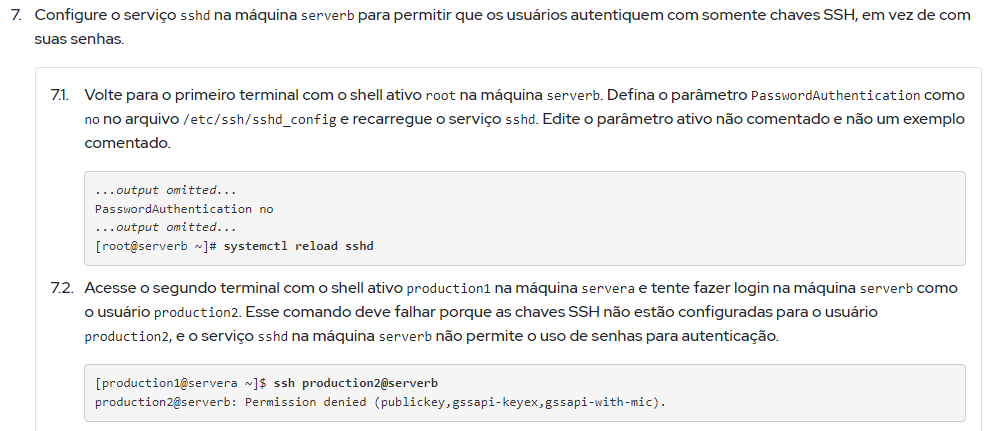 7. Configure o serviço sshd na máquina serverb para permitir que os usuários autentiquem com somente chaves SSH, em vez de com
suas senhas.
7.1. Volte para o primeiro terminal com o shell ativo root na máquina serverb. Defina o parâmetro PasswordAuthentication como
no no arquivo /etc/ssh/sshd_config e recarregue o serviço sshd. Edite o parâmetro ativo não comentado e não um exemplo
comentado.
...output omitted...
PasswordAuthentication no
...output omitted...
[root@serverb ~]# systemctl reload sshd
7.2. Acesse o segundo terminal com o shell ativo production1 na máquina servera e tente fazer login na máquina serverb como
o usuário production2. Esse comando deve falhar porque as chaves SSH não estão configuradas para o usuário
production2, e o serviço sshd na máquina serverb não permite o uso de senhas para autenticação.
[production1@servera ~]$ ssh production2@serverb
production2@serverb: Permission denied (publickey,gssapi-keyex,gssapi-with-mic).